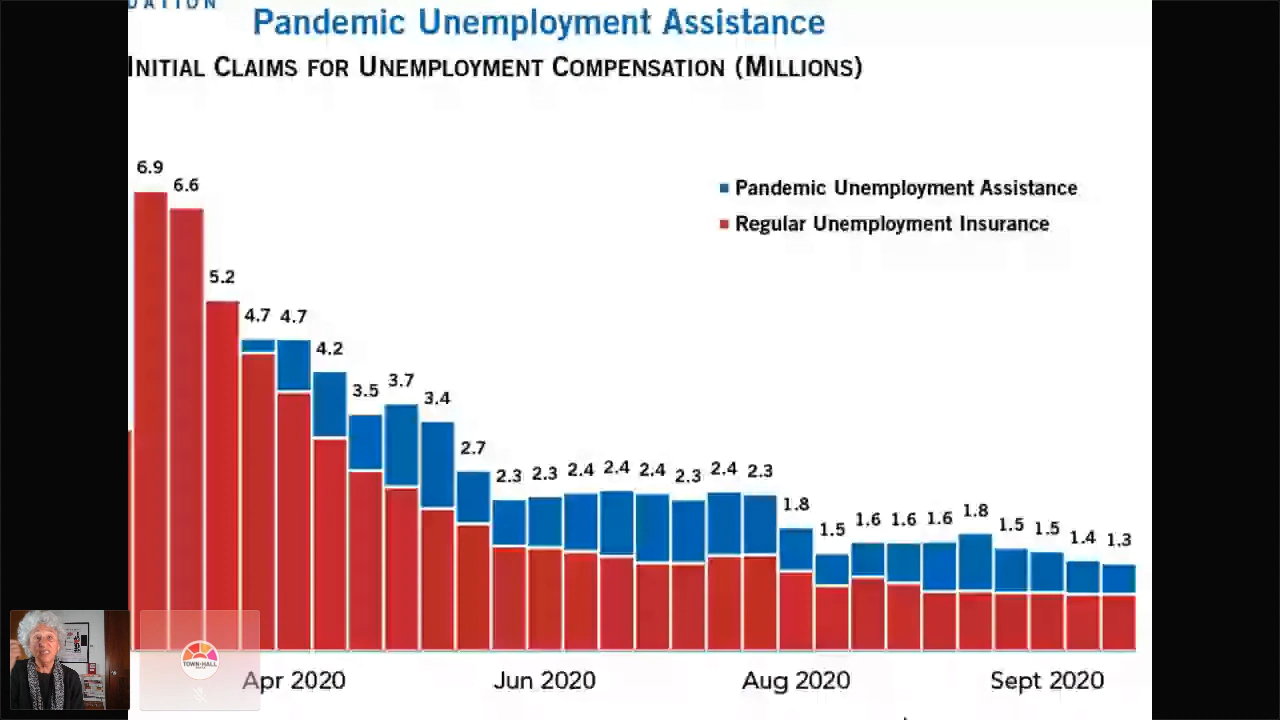 DATION
Pandemic Unemployment Assistance
INITIAL CLAIMS FOR UNEMPLOYMENT COMPENSATION (MILLIONS)
6.9
6.6
5.2
4.7
4.7
4.2
3.5
3.7
3.4
2.7
2.3
2.3
2.4
2.4
2.4
2.3
2.4
2.3
1.8
1.5
1.6
1.6
1.6
1.8
1.5
1.5
1.4
1.3
Pandemic Unemployment Assistance
Regular Unemployment Insurance
Apr 2020
Jun 2020
Aug 2020
Sept 2020
TOWN HALL